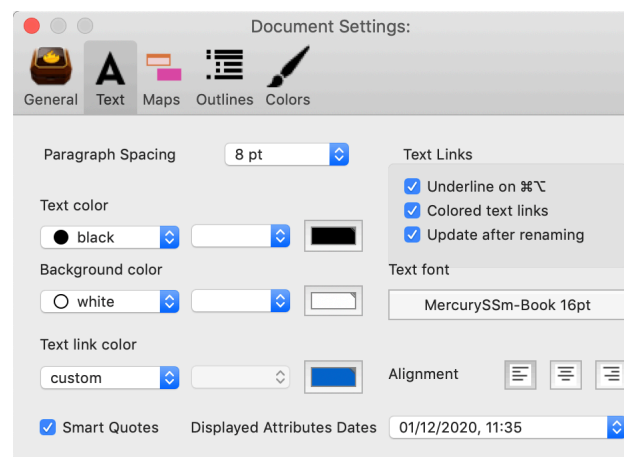 Document Settings:
General Text Maps Outlines Colors
Paragraph Spacing 8 pt
Text Links
Underline on ⌘⌥
Colored text links
Update after renaming
Text color
black
Background color
white
Text font
MercurySSm-Book 16pt
Text link color
custom
Alignment
Smart Quotes
Displayed Attributes Dates 01/12/2020, 11:35